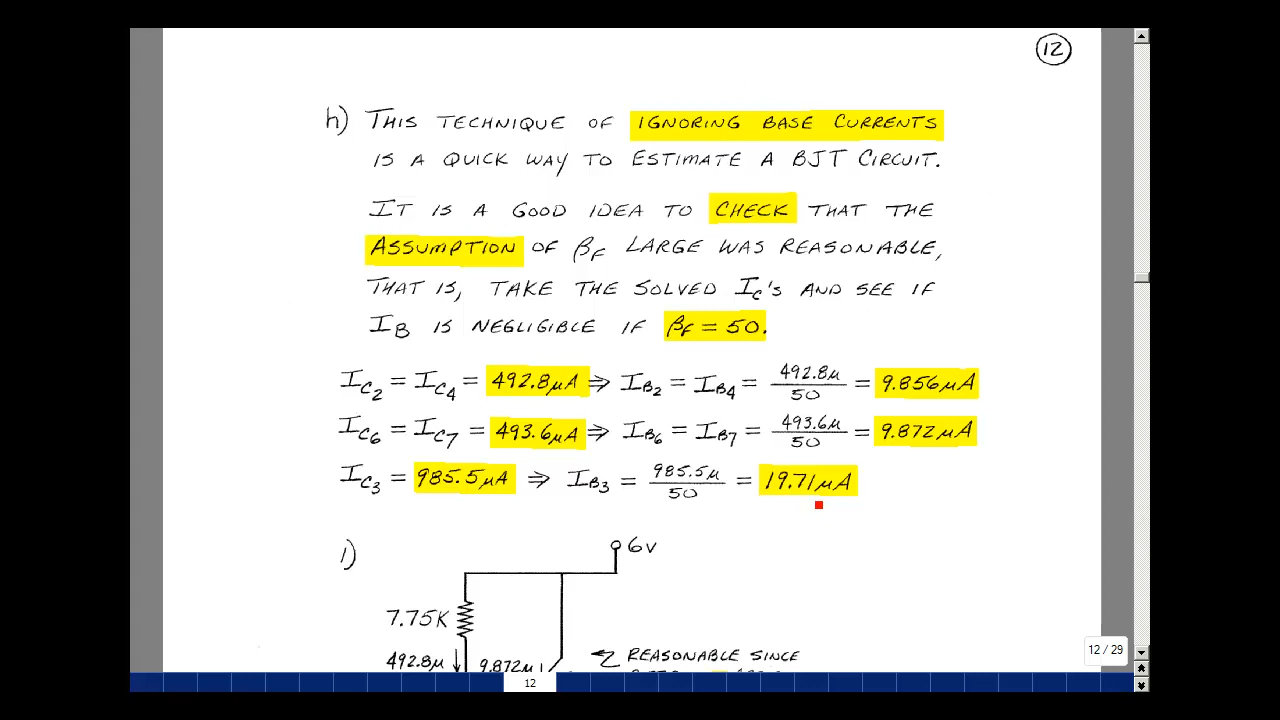 12
h) THIS TECHNIQUE OF IGNORING BASE CURRENTS
IS A QUICK WAY TO ESTIMATE A BJT CIRCUIT.
IT IS A GOOD IDEA TO CHECK THAT THE
ASSUMPTION OF βF LARGE WAS REASONABLE,
THAT IS, TAKE THE SOLVED IC'S AND SEE IF
IB IS NEGLIGIBLE IF βF = 50.
IC2 = IC4 = 492.8μA ⇒ IB2 = IB4 = 492.8μ/50 = 9.856μA
IC6 = IC7 = 493.6μA ⇒ IB6 = IB7 = 493.6μ/50 = 9.872μA
IC3 = 985.5μA ⇒ IB3 = 985.5μ/50 = 19.71μA
i)
6V
7.75K
REASONABLE SINCE
492.8μ
9.872μ
12 / 29
12